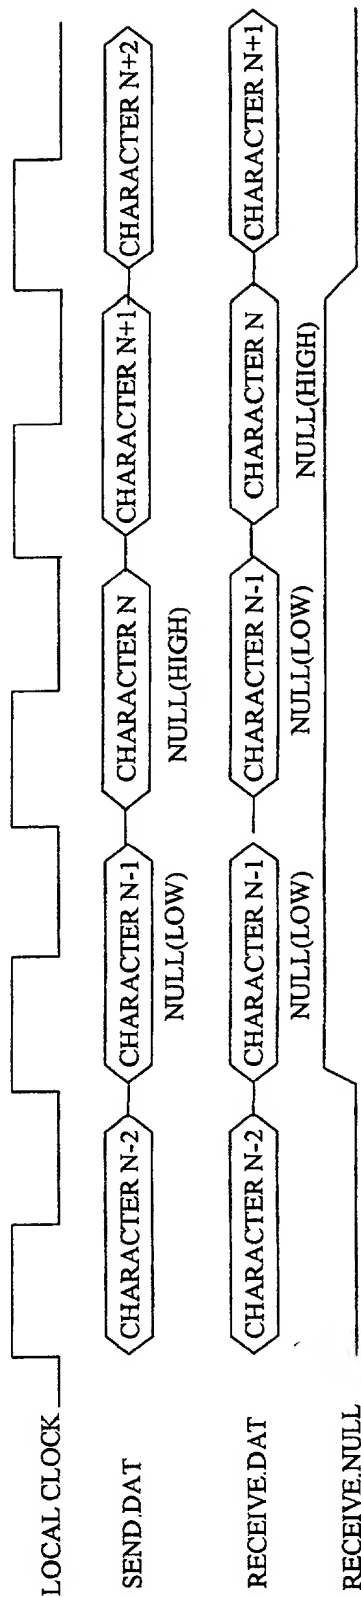 LOCAL CLOCK
SEND.DAT
CHARACTER N-2
CHARACTER N-1
CHARACTER N
CHARACTER N+1
CHARACTER N+2
NULL(LOW)
NULL(HIGH)
RECEIVE.DAT
CHARACTER N-2
CHARACTER N-1
CHARACTER N-1
CHARACTER N
CHARACTER N+1
NULL(LOW)
NULL(LOW)
NULL(HIGH)
RECEIVE.NULL